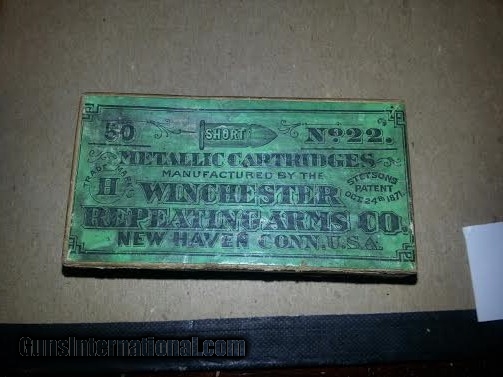 50 SHORT No. 22.
METALLIC CARTRIDGES
MANUFACTURED BY THE
TRADE MARK
H
WINCHESTER
STETSONS
PATENT
OCT. 24th 1871.
REPEATING ARMS CO.
NEW HAVEN CONN. U.S.A.
GunsInternational.com